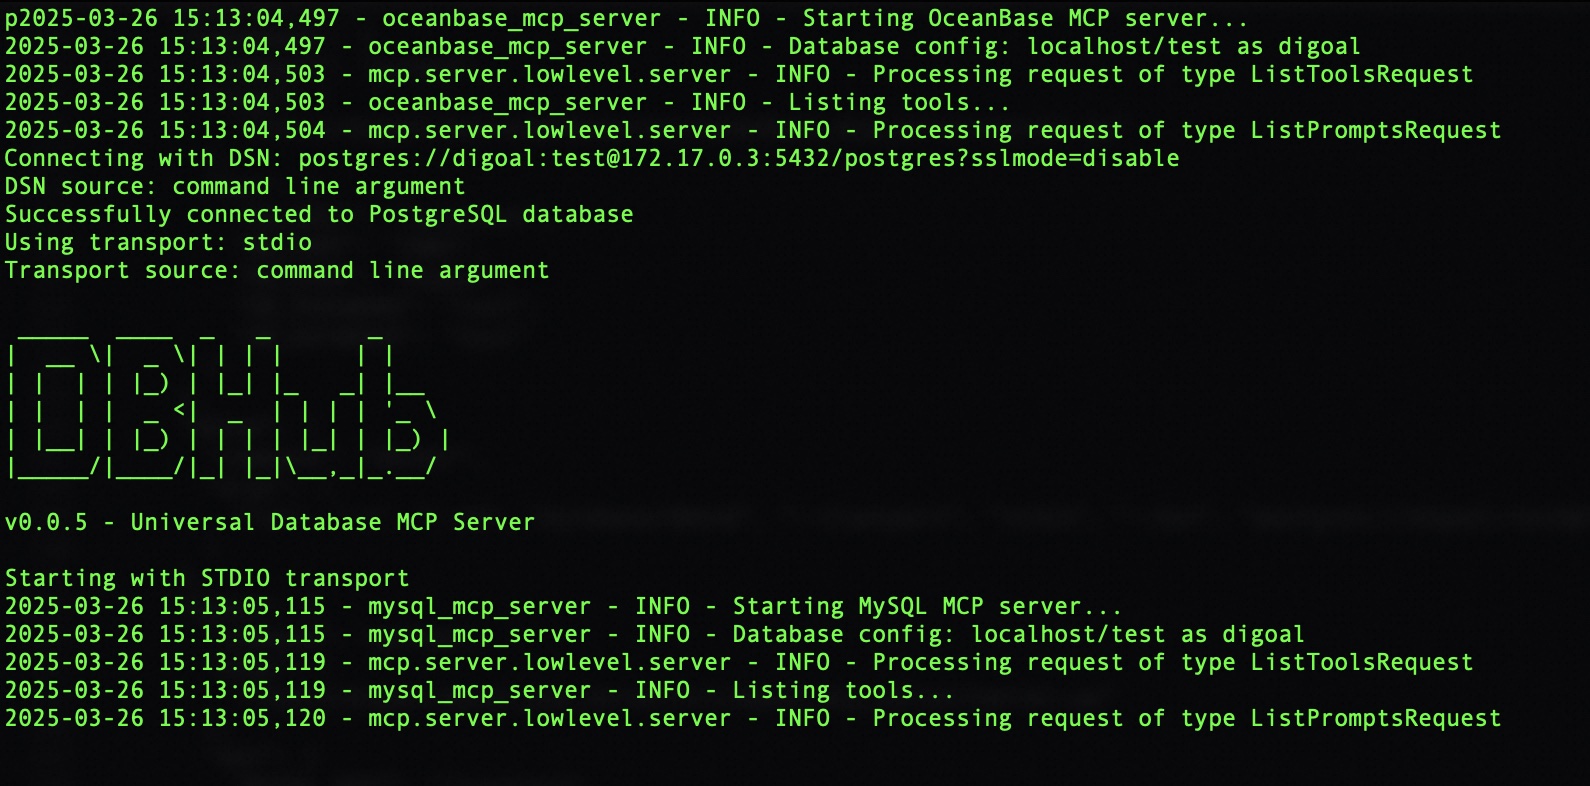 p2025-03-26 15:13:04,497 - oceanbase_mcp_server - INFO - Starting OceanBase MCP server...
2025-03-26 15:13:04,497 - oceanbase_mcp_server - INFO - Database config: localhost/test as digoal
2025-03-26 15:13:04,503 - mcp.server.lowlevel.server - INFO - Processing request of type ListToolsRequest
2025-03-26 15:13:04,503 - oceanbase_mcp_server - INFO - Listing tools...
2025-03-26 15:13:04,504 - mcp.server.lowlevel.server - INFO - Processing request of type ListPromptsRequest
Connecting with DSN: postgres://digoal:test@172.17.0.3:5432/postgres?sslmode=disable
DSN source: command line argument
Successfully connected to PostgreSQL database
Using transport: stdio
Transport source: command line argument
DBHub
v0.0.5 - Universal Database MCP Server
Starting with STDIO transport
2025-03-26 15:13:05,115 - mysql_mcp_server - INFO - Starting MySQL MCP server...
2025-03-26 15:13:05,115 - mysql_mcp_server - INFO - Database config: localhost/test as digoal
2025-03-26 15:13:05,119 - mcp.server.lowlevel.server - INFO - Processing request of type ListToolsRequest
2025-03-26 15:13:05,119 - mysql_mcp_server - INFO - Listing tools...
2025-03-26 15:13:05,120 - mcp.server.lowlevel.server - INFO - Processing request of type ListPromptsRequest